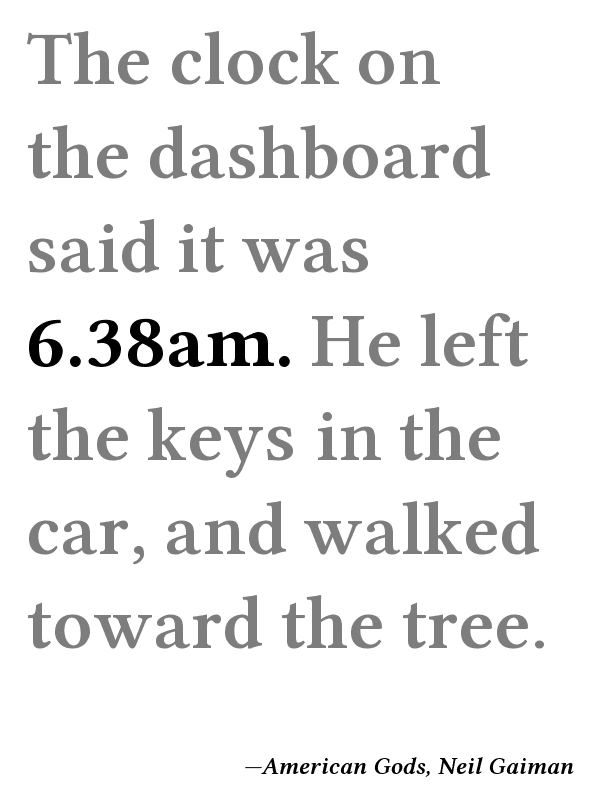 The clock on
the dashboard
said it was
6.38am. He left
the keys in the
car, and walked
toward the tree.
—American Gods, Neil Gaiman